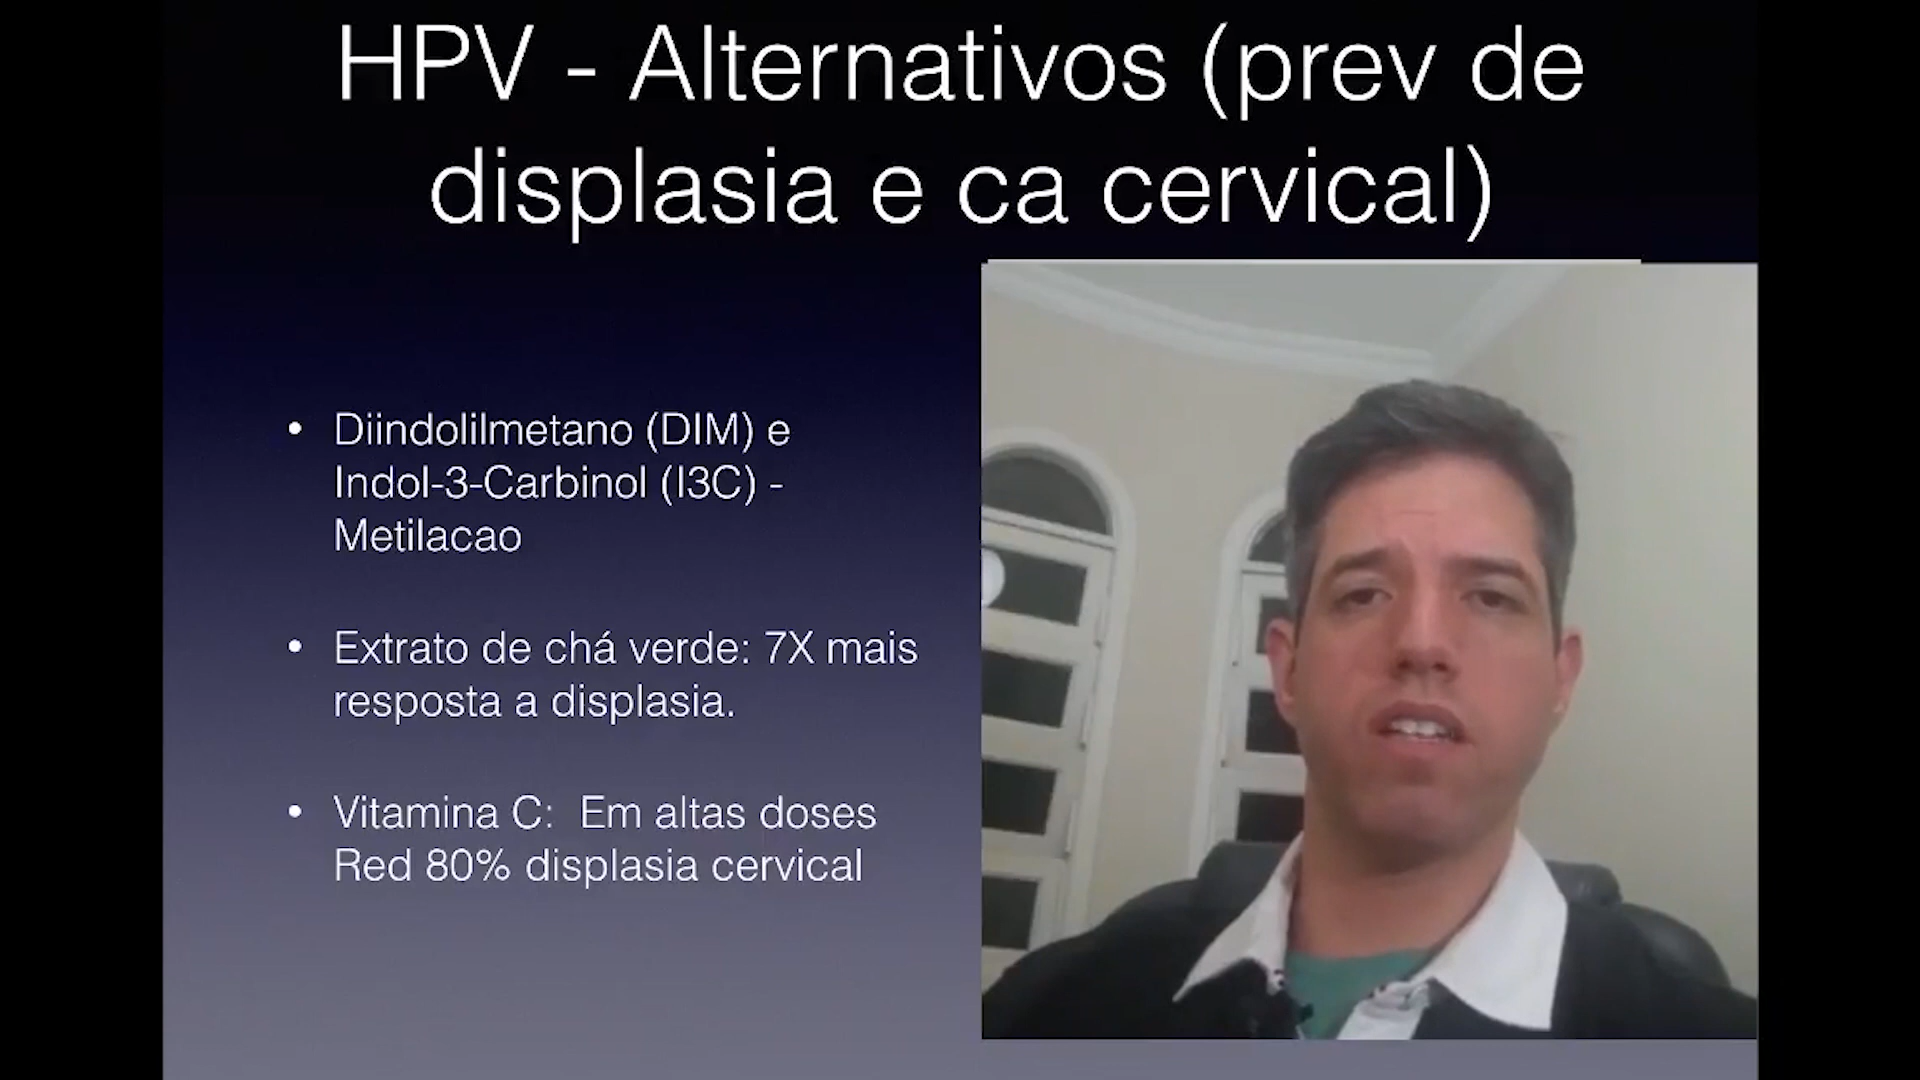 HPV - Alternativos (prev de
displasia e ca cervical)
• Diindolilmetano (DIM) e
Indol-3-Carbinol (I3C) -
Metilacao
• Extrato de chá verde: 7X mais
resposta a displasia.
• Vitamina C: Em altas doses
Red 80% displasia cervical